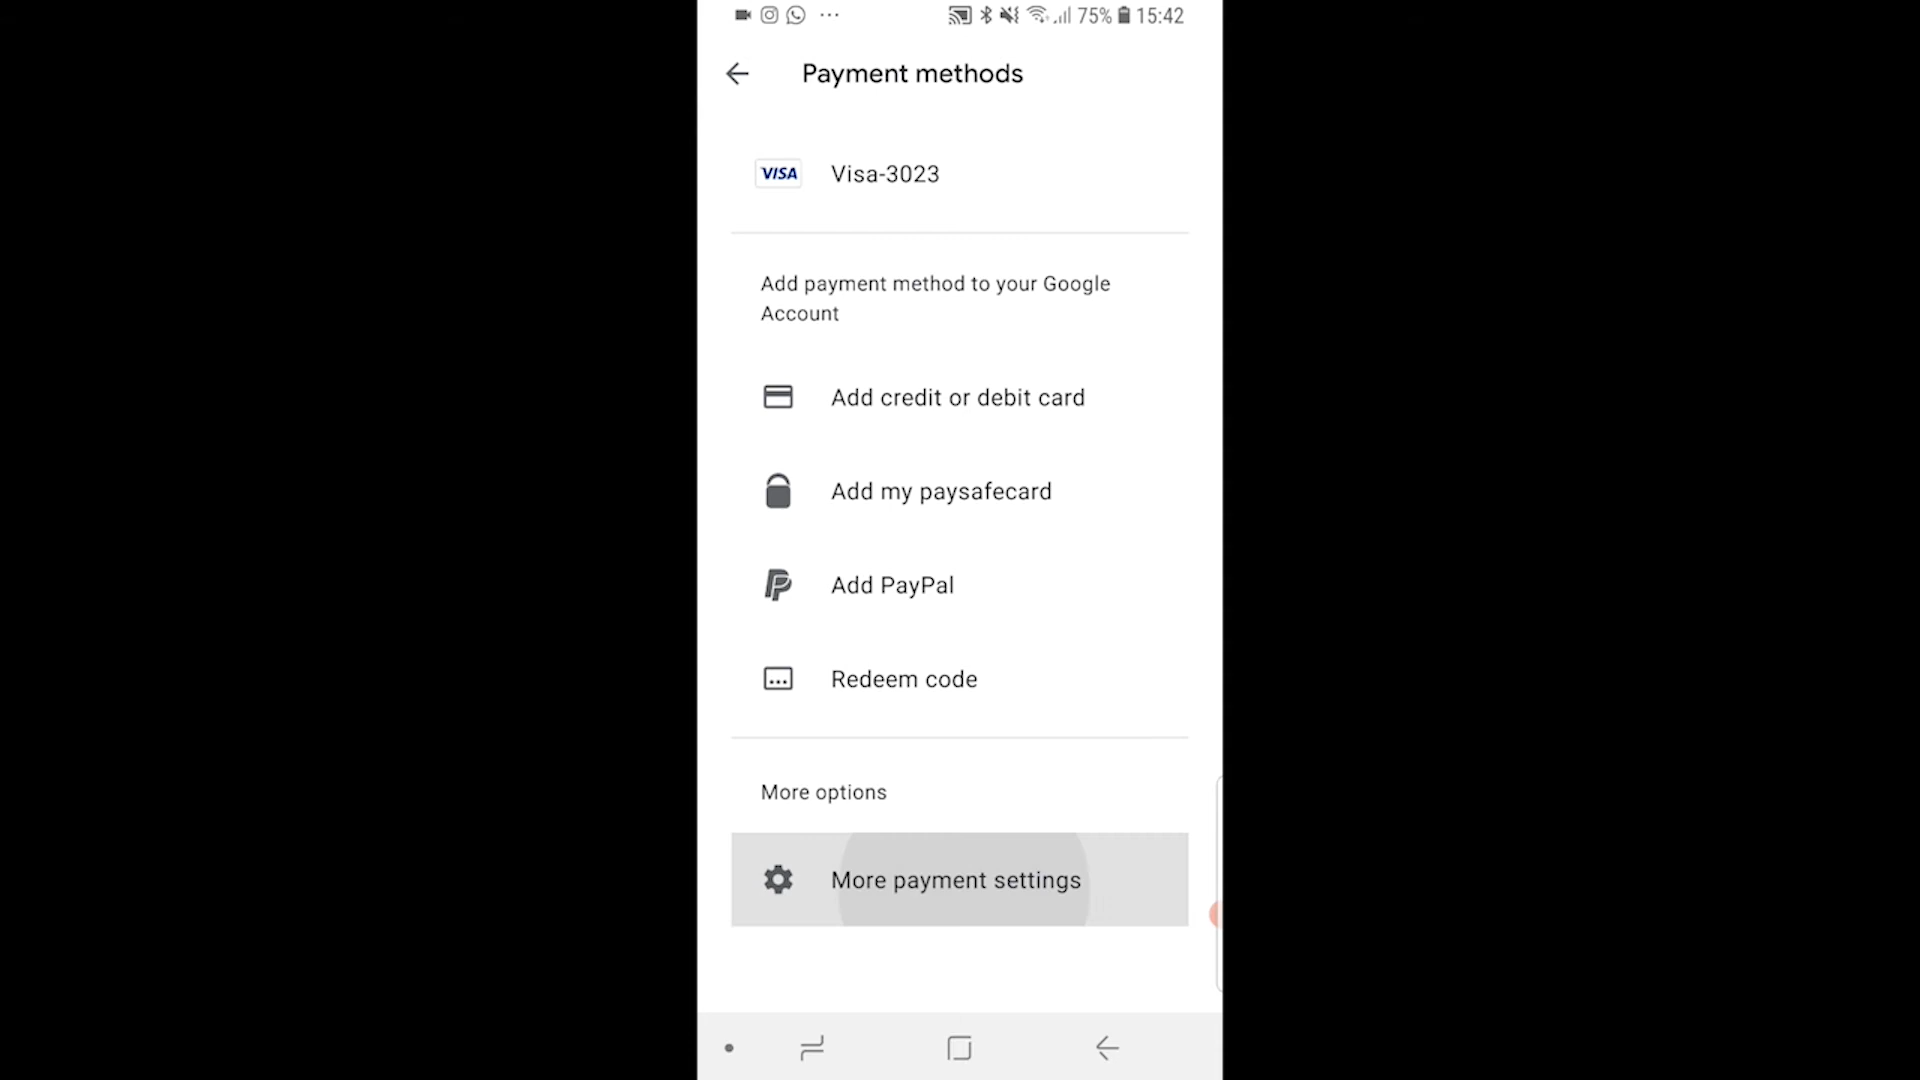 75% 15:42
Payment methods
VISA Visa-3023
Add payment method to your Google
Account
Add credit or debit card
Add my paysafecard
Add PayPal
Redeem code
More options
More payment settings